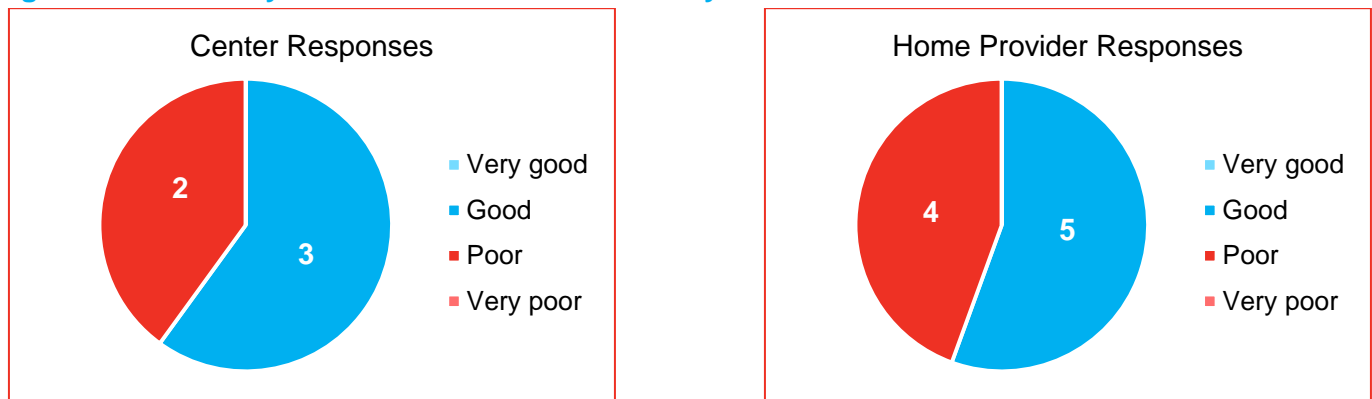 Center Responses
2
3
Very good
Good
Poor
Very poor
Home Provider Responses
4
5
Very good
Good
Poor
Very poor